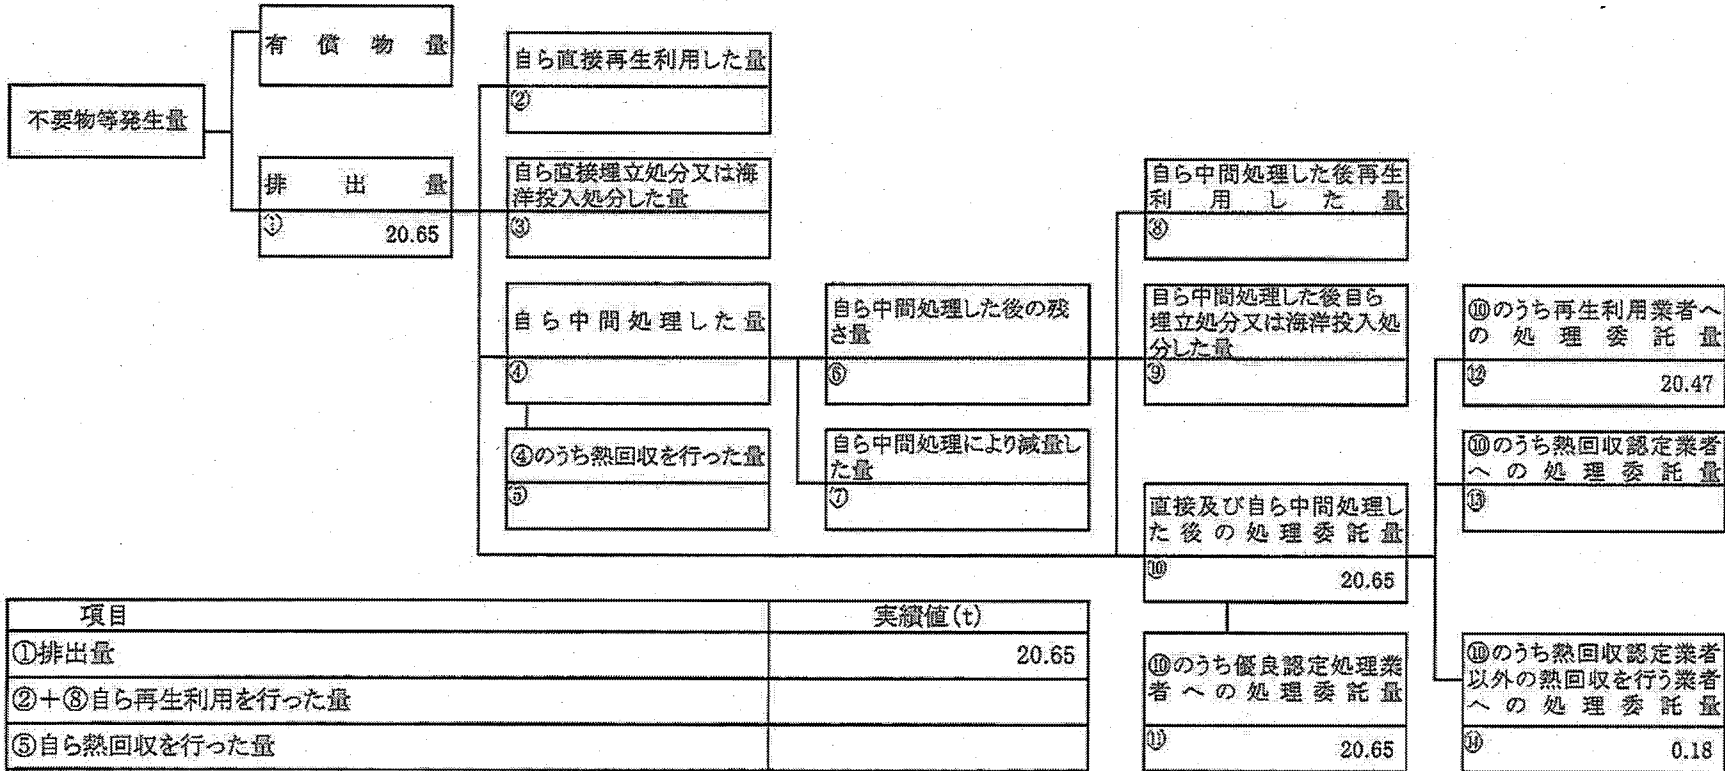 有償物量
不要物等発生量
排出量
① 20.65
自ら直接再生利用した量
②
自ら直接埋立処分又は海
洋投入処分した量
③
自ら中間処理した量
④
④のうち熱回収を行った量
⑤
自ら中間処理した後の残
さ量
⑥
自ら中間処理により減量し
た量
⑦
自ら中間処理した後再生
利用した量
⑧
自ら中間処理した後自ら
埋立処分又は海洋投入処
分した量
⑨
直接及び自ら中間処理し
た後の処理委託量
⑩ 20.65
⑩のうち優良認定処理業
者への処理委託量
⑪ 20.65
⑩のうち再生利用業者へ
の処理委託量
⑫ 20.47
⑩のうち熱回収認定業者
への処理委託量
⑬
⑩のうち熱回収認定業者
以外の熱回収を行う業者
への処理委託量
⑭ 0.18
項目 実績値(t)
①排出量 20.65
②+⑧自ら再生利用を行った量
⑤自ら熱回収を行った量